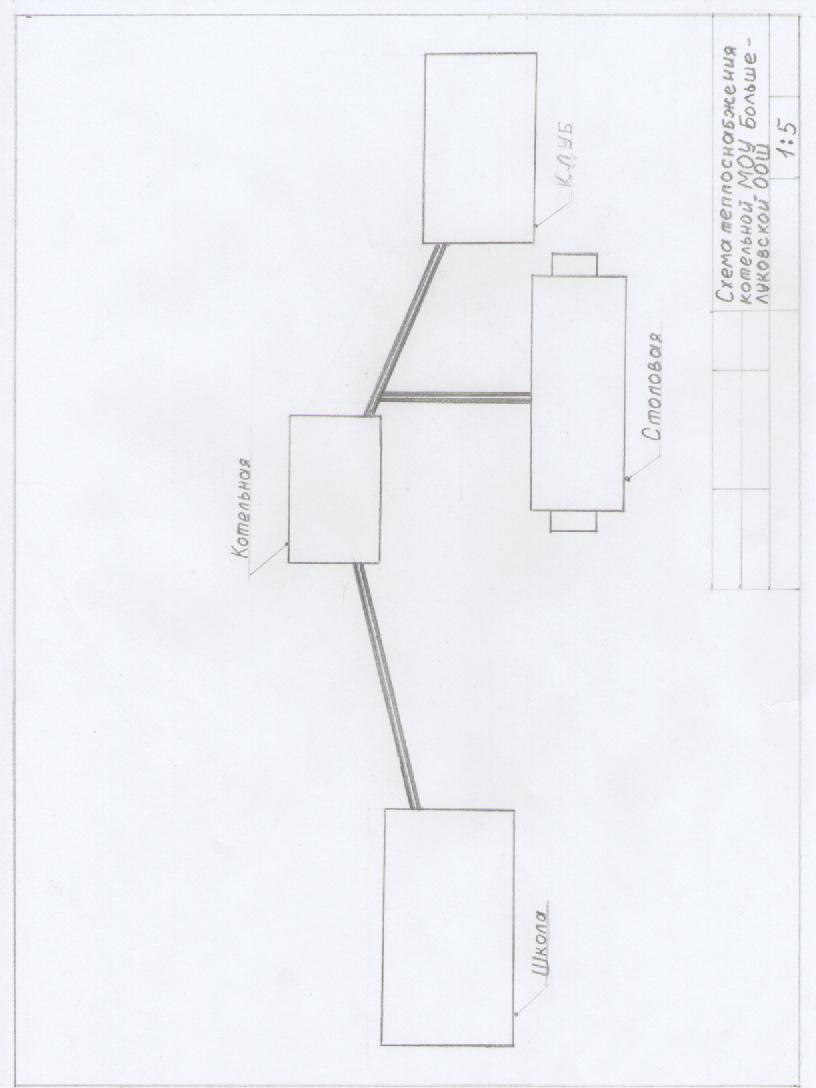 Котельная
Клуб
Столовая
Школа
Схема теплоснабжения
котельной МОУ Больше-
луковской ООШ
1:5